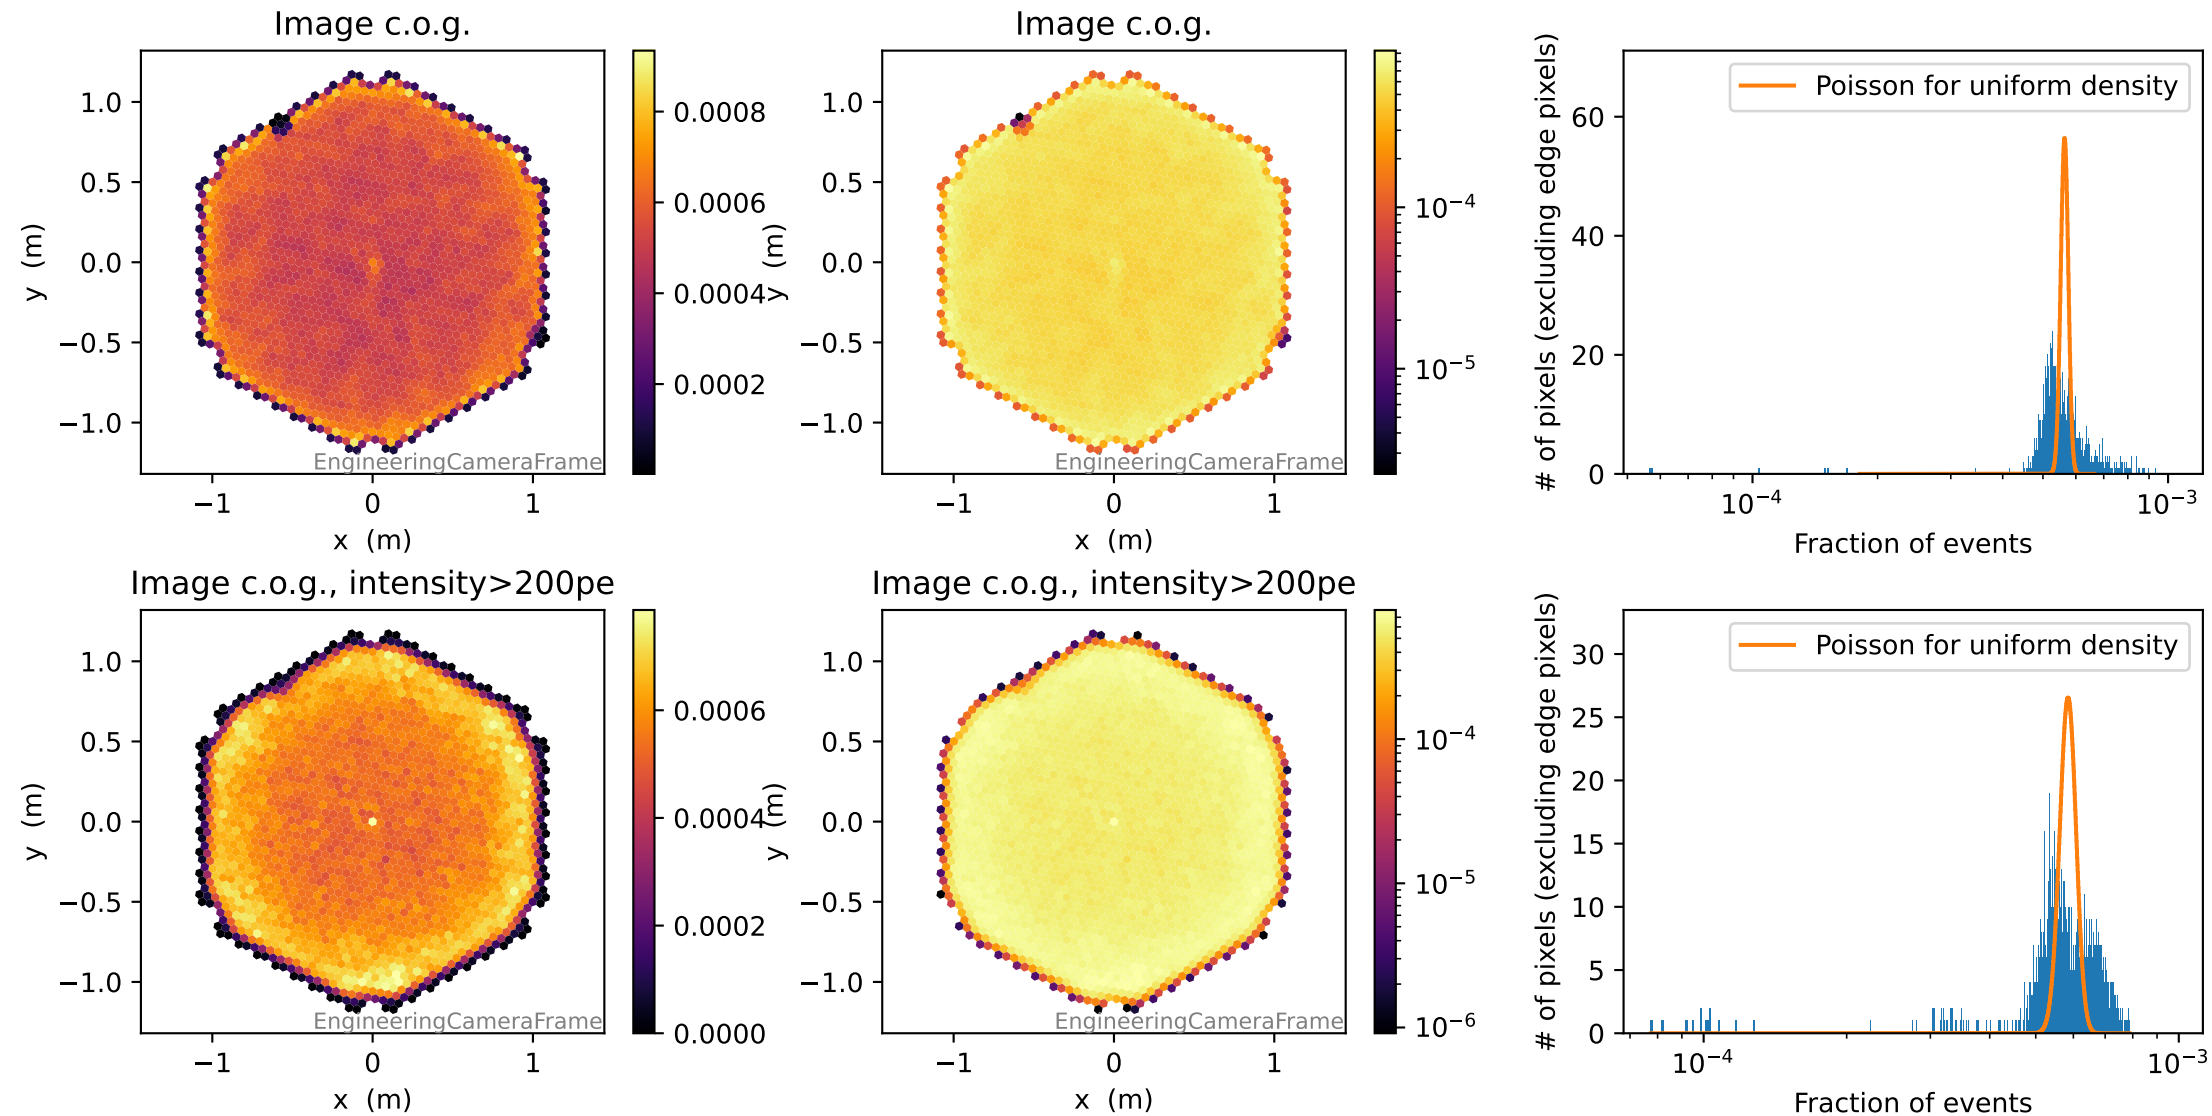 Image c.o.g.
y (m)
1.0
0.5
0.0
−0.5
−1.0
−1
0
1
x (m)
EngineeringCameraFrame
0.0008
0.0006
0.0004
0.0002
Image c.o.g.
y (m)
1.0
0.5
0.0
−0.5
−1.0
−1
0
1
x (m)
EngineeringCameraFrame
10⁻⁴
10⁻⁵
# of pixels (excluding edge pixels)
60
40
20
0
Poisson for uniform density
10⁻⁴
10⁻³
Fraction of events
Image c.o.g., intensity>200pe
y (m)
1.0
0.5
0.0
−0.5
−1.0
−1
0
1
x (m)
EngineeringCameraFrame
0.0006
0.0004
0.0002
0.0000
Image c.o.g., intensity>200pe
y (m)
1.0
0.5
0.0
−0.5
−1.0
−1
0
1
x (m)
EngineeringCameraFrame
10⁻⁴
10⁻⁵
10⁻⁶
# of pixels (excluding edge pixels)
30
25
20
15
10
5
0
Poisson for uniform density
10⁻⁴
10⁻³
Fraction of events